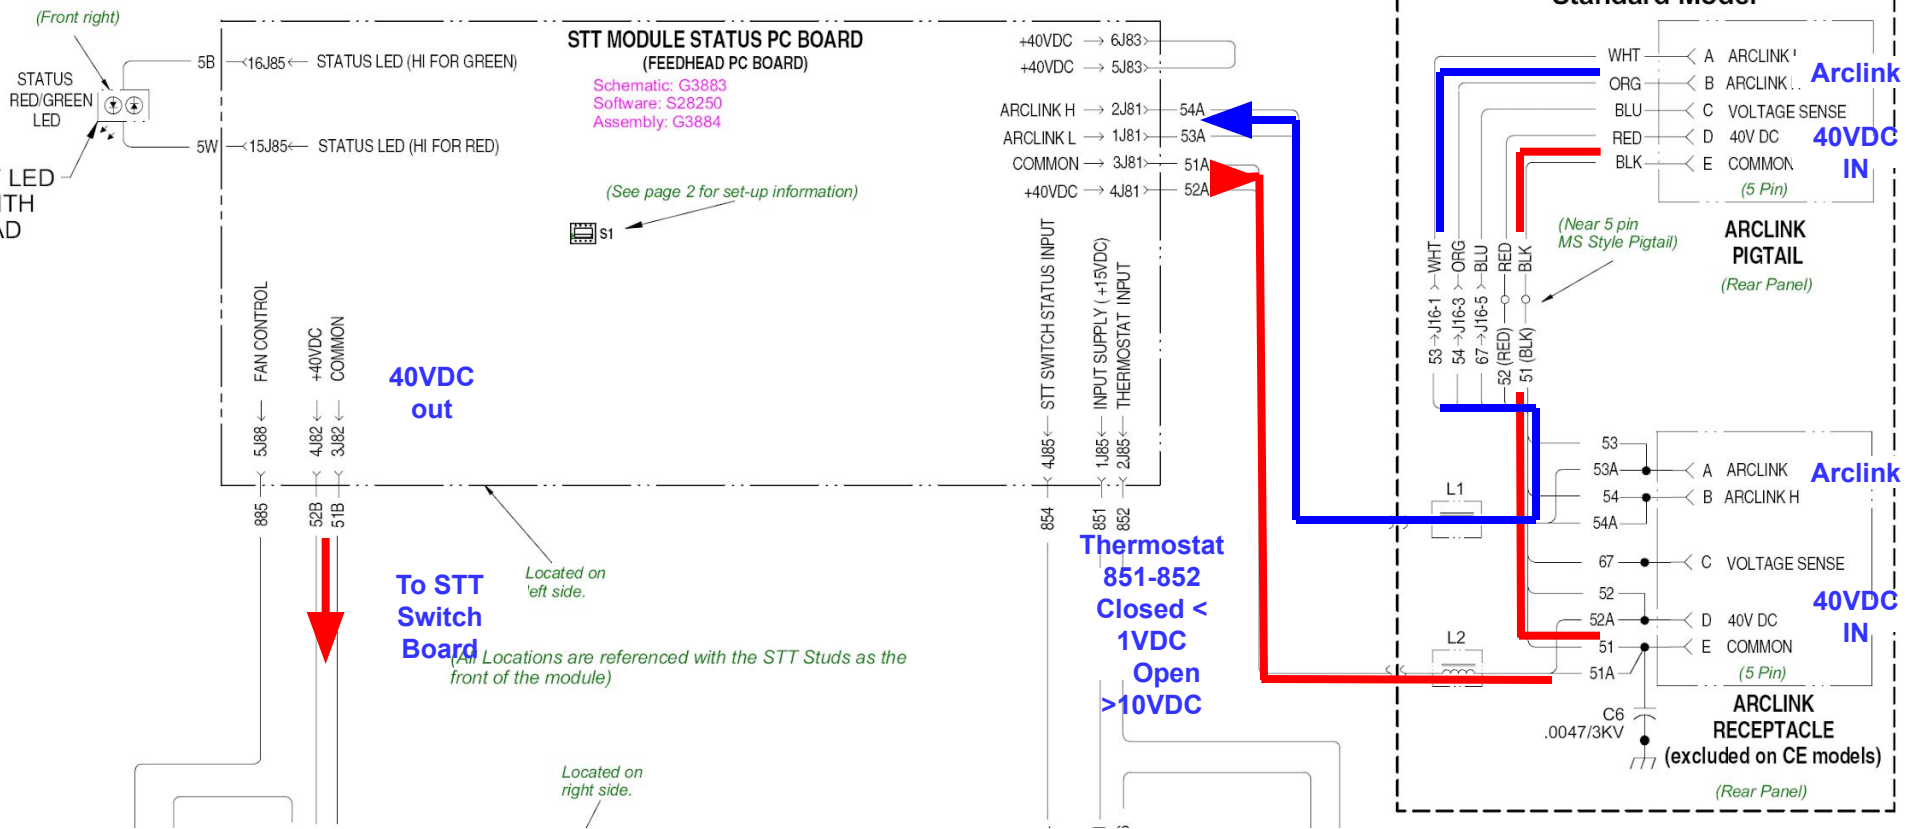 (Front right)
STATUS
RED/GREEN
LED
LED
AD
5B
16J85
STATUS LED (HI FOR GREEN)
5W
15J85
STATUS LED (HI FOR RED)
STT MODULE STATUS PC BOARD
(FEEDHEAD PC BOARD)
Schematic: G3883
Software: S28250
Assembly: G3884
(See page 2 for set-up information)
S1
+40VDC 6J83
+40VDC 5J83
ARCLINK H 2J81 54A
ARCLINK L 1J81 53A
COMMON 3J81 51A
+40VDC 4J81 52A
FAN CONTROL
5J88
885
+40VDC
4J82
52B
COMMON
3J82
51B
40VDC
out
STT SWITCH STATUS INPUT
4J85
854
INPUT SUPPLY (+15VDC)
1J85
851
THERMOSTAT INPUT
2J85
852
To STT
Switch
Board
Located on
left side.
(All Locations are referenced with the STT Studs as the
front of the module)
Located on
right side.
Thermostat
851-852
Closed <
1VDC
Open
>10VDC
Standard Model
WHT A ARCLINK
ORG B ARCLINK
BLU C VOLTAGE SENSE
RED D 40V DC
BLK E COMMON
(5 Pin)
Arclink
40VDC
IN
ARCLINK
PIGTAIL
(Rear Panel)
(Near 5 pin
MS Style Pigtail)
WHT
ORG
BLU
RED
BLK
53 J16-1
54 J16-3
67 J16-5
52 (RED)
51 (BLK)
L1
L2
53
53A A ARCLINK
54 B ARCLINK H
54A
67 C VOLTAGE SENSE
52
52A D 40V DC
51 E COMMON
51A
(5 Pin)
Arclink
40VDC
IN
C6
.0047/3KV
ARCLINK
RECEPTACLE
(excluded on CE models)
(Rear Panel)